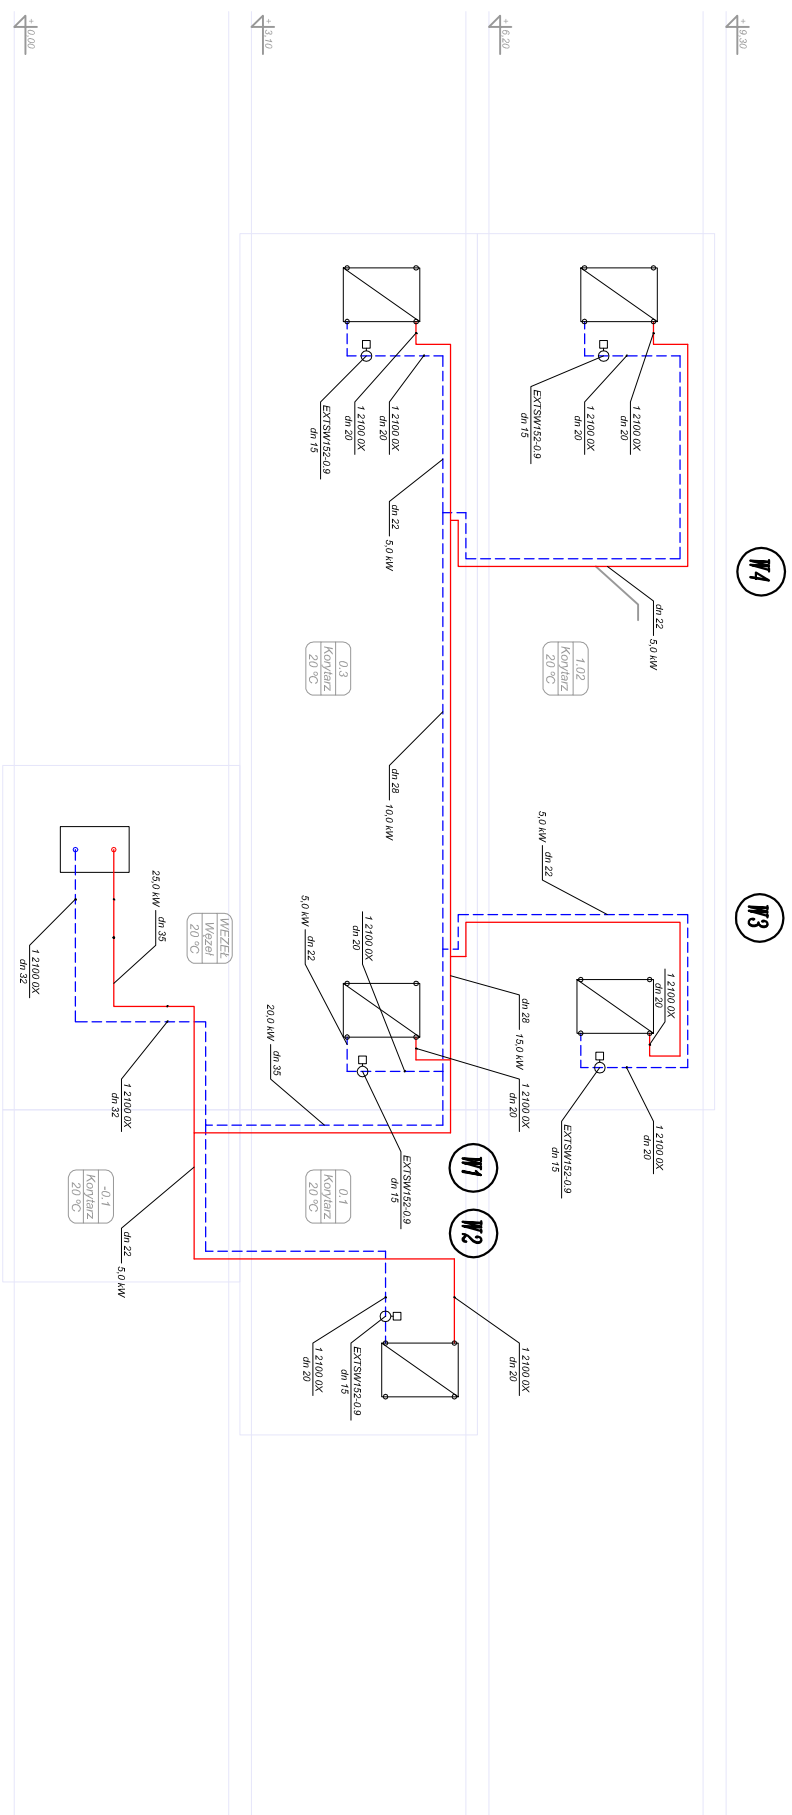 +9,30
+6,20
+3,10
+0,00
1 2100 0X
dn 20
1 2100 0X
dn 20
EXTSW152-0.9
dn 15
1 2100 0X
dn 20
1 2100 0X
dn 20
EXTSW152-0.9
dn 15
dn 22 5,0 kW
W4
dn 22 5,0 kW
1.02
Korytarz
20 °C
0.3
Korytarz
20 °C
dn 28 10,0 kW
5,0 kW dn 22
W3
5,0 kW dn 22
1 2100 0X
dn 20
1 2100 0X
dn 20
25,0 kW dn 35
WĘZEŁ
Węzeł
20 °C
1 2100 0X
dn 32
dn 28 15,0 kW
20,0 kW dn 35
1 2100 0X
dn 20
1 2100 0X
dn 32
1 2100 0X
dn 20
EXTSW152-0.9
dn 15
EXTSW152-0.9
dn 15
W1
W2
0.1
Korytarz
20 °C
-0.1
Korytarz
20 °C
dn 22 5,0 kW
1 2100 0X
dn 20
EXTSW152-0.9
dn 15
1 2100 0X
dn 20